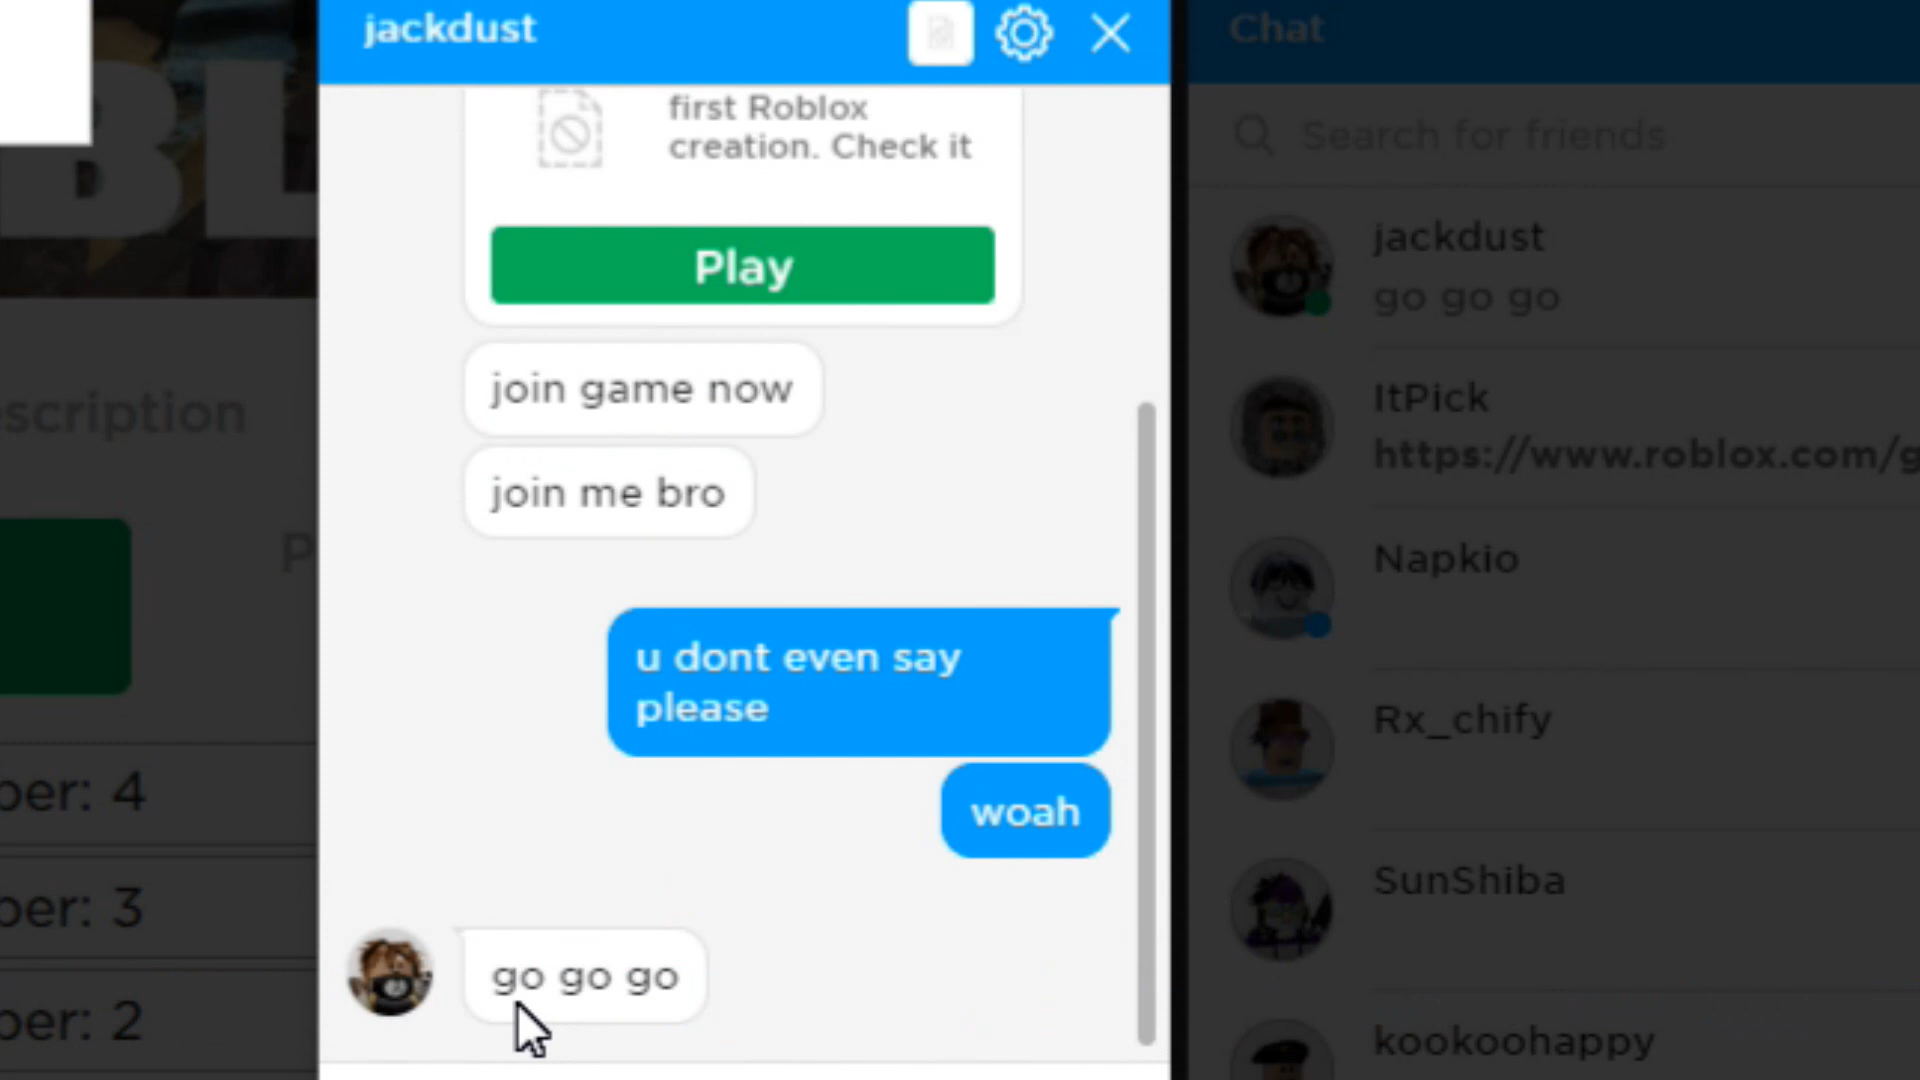 jackdust
first Roblox
creation. Check it
Play
join game now
join me bro
u dont even say
please
woah
go go go
Chat
Search for friends
jackdust
go go go
ItPick
https://www.roblox.com/g
Napkio
Rx_chify
SunShiba
kookoohappy
BL
escription
P
ber: 4
ber: 3
ber: 2